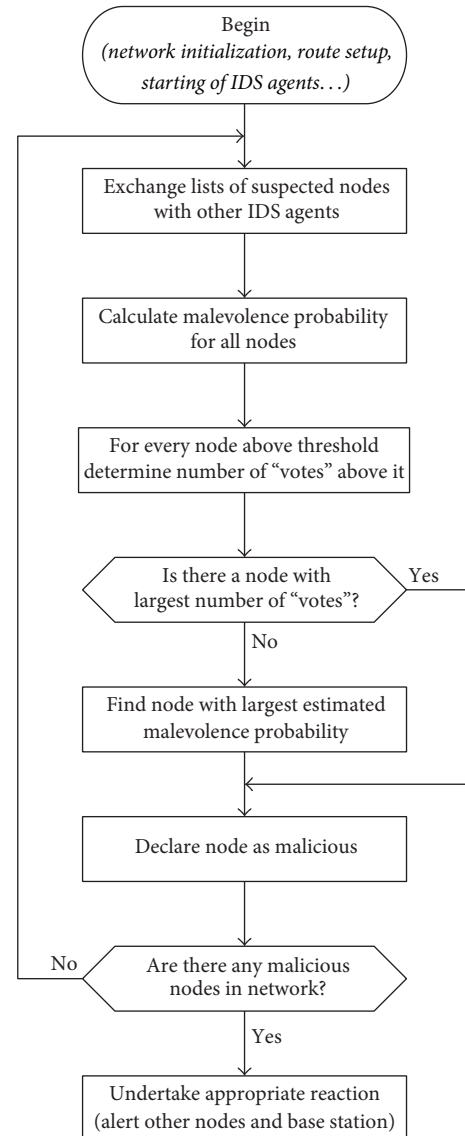 Begin
(network initialization, route setup,
starting of IDS agents. . .)
Exchange lists of suspected nodes
with other IDS agents
Calculate malevolence probability
for all nodes
For every node above threshold
determine number of “votes” above it
Is there a node with
largest number of “votes”?
Yes
No
Find node with largest estimated
malevolence probability
Declare node as malicious
No
Are there any malicious
nodes in network?
Yes
Undertake appropriate reaction
(alert other nodes and base station)